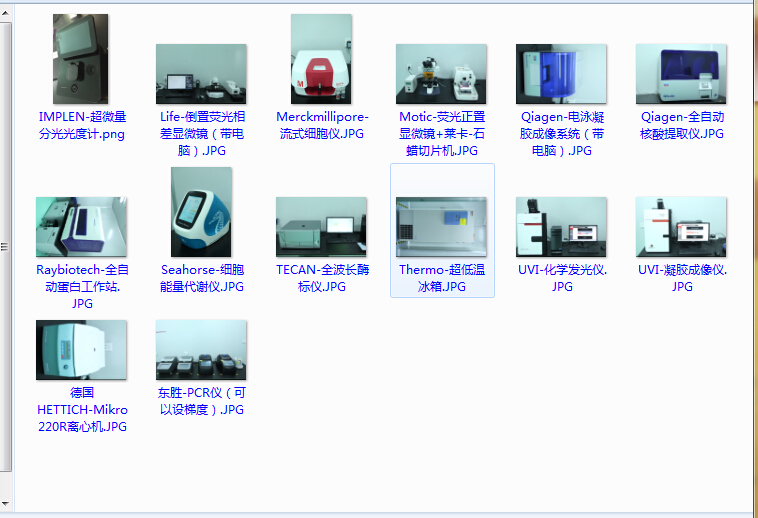 IMPLEN-超微量
分光光度计.png
Life-倒置荧光相
差显微镜（带电
脑）.JPG
Merckmillipore-
流式细胞仪.JPG
Motic-荧光正置
显微镜+莱卡-石
蜡切片机.JPG
Qiagen-电泳凝
胶成像系统（带
电脑）.JPG
Qiagen-全自动
核酸提取仪.JPG
Raybiotech-全自
动蛋白工作站.
JPG
Seahorse-细胞
能量代谢仪.JPG
TECAN-全波长酶
标仪.JPG
Thermo-超低温
冰箱.JPG
UVI-化学发光仪.
JPG
UVI-凝胶成像仪.
JPG
德国
HETTICH-Mikro
220R离心机.JPG
东胜-PCR仪（可
以设梯度）.JPG